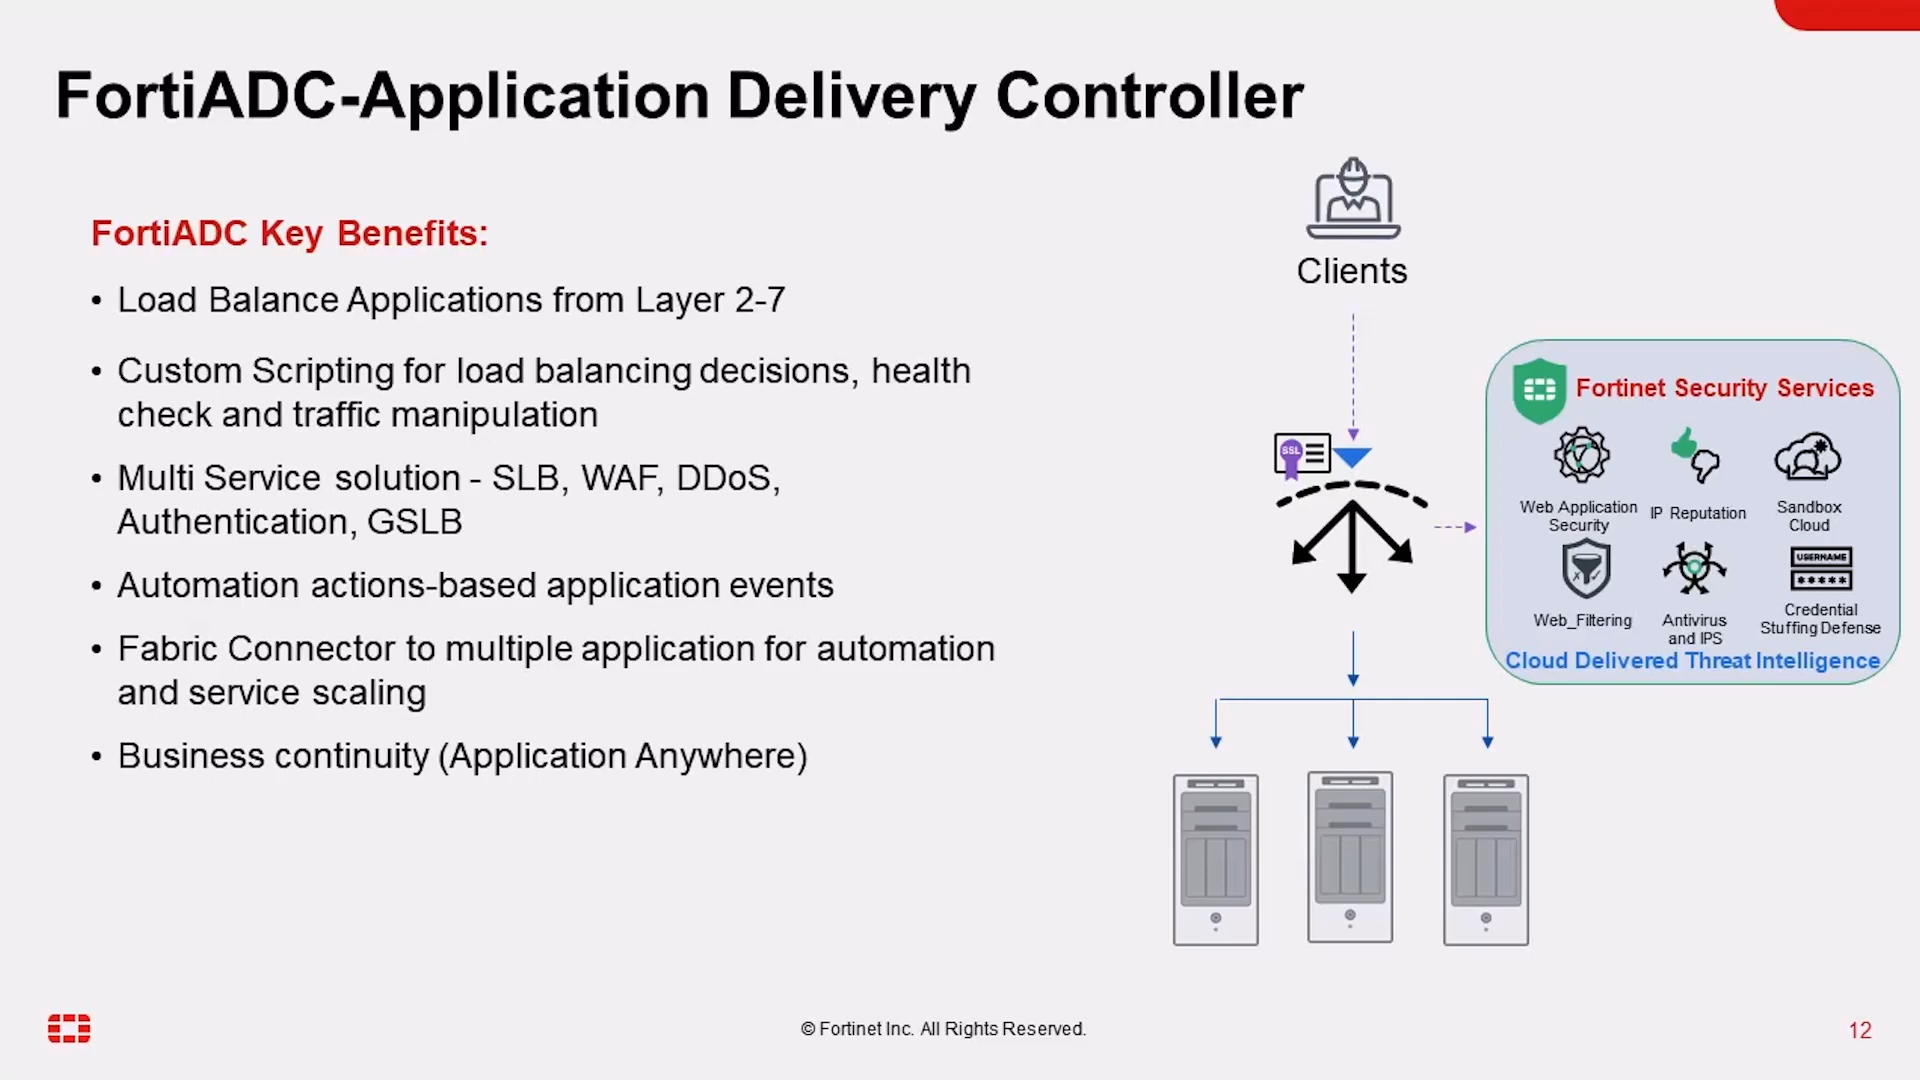 FortiADC-Application Delivery Controller
FortiADC Key Benefits:
• Load Balance Applications from Layer 2-7
• Custom Scripting for load balancing decisions, health
check and traffic manipulation
• Multi Service solution - SLB, WAF, DDoS,
Authentication, GSLB
• Automation actions-based application events
• Fabric Connector to multiple application for automation
and service scaling
• Business continuity (Application Anywhere)
Clients
SSL
Fortinet Security Services
Web Application
Security
IP Reputation
Sandbox
Cloud
Web_Filtering
Antivirus
and IPS
USERNAME
*****
Credential
Stuffing Defense
Cloud Delivered Threat Intelligence
© Fortinet Inc. All Rights Reserved.
12